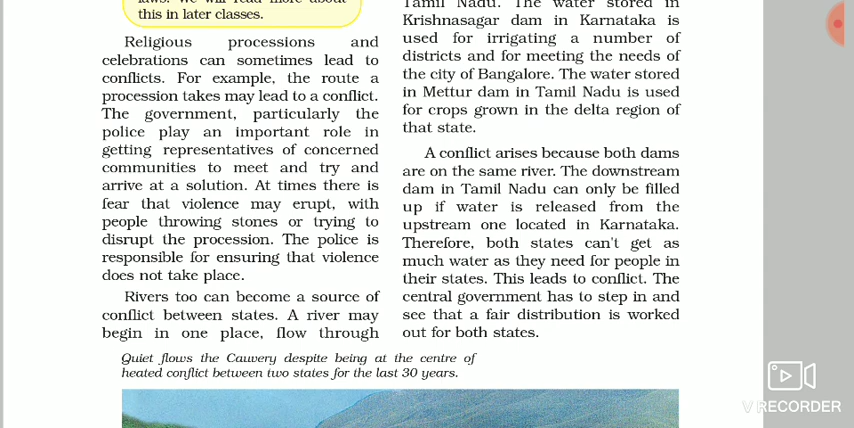 laws. We will read more about
this in later classes.
Religious processions and
celebrations can sometimes lead to
conflicts. For example, the route a
procession takes may lead to a conflict.
The government, particularly the
police play an important role in
getting representatives of concerned
communities to meet and try and
arrive at a solution. At times there is
fear that violence may erupt, with
people throwing stones or trying to
disrupt the procession. The police is
responsible for ensuring that violence
does not take place.
Rivers too can become a source of
conflict between states. A river may
begin in one place, flow through
Tamil Nadu. The water stored in
Krishnasagar dam in Karnataka is
used for irrigating a number of
districts and for meeting the needs of
the city of Bangalore. The water stored
in Mettur dam in Tamil Nadu is used
for crops grown in the delta region of
that state.
A conflict arises because both dams
are on the same river. The downstream
dam in Tamil Nadu can only be filled
up if water is released from the
upstream one located in Karnataka.
Therefore, both states can't get as
much water as they need for people in
their states. This leads to conflict. The
central government has to step in and
see that a fair distribution is worked
out for both states.
Quiet flows the Cauvery despite being at the centre of
heated conflict between two states for the last 30 years.
V RECORDER